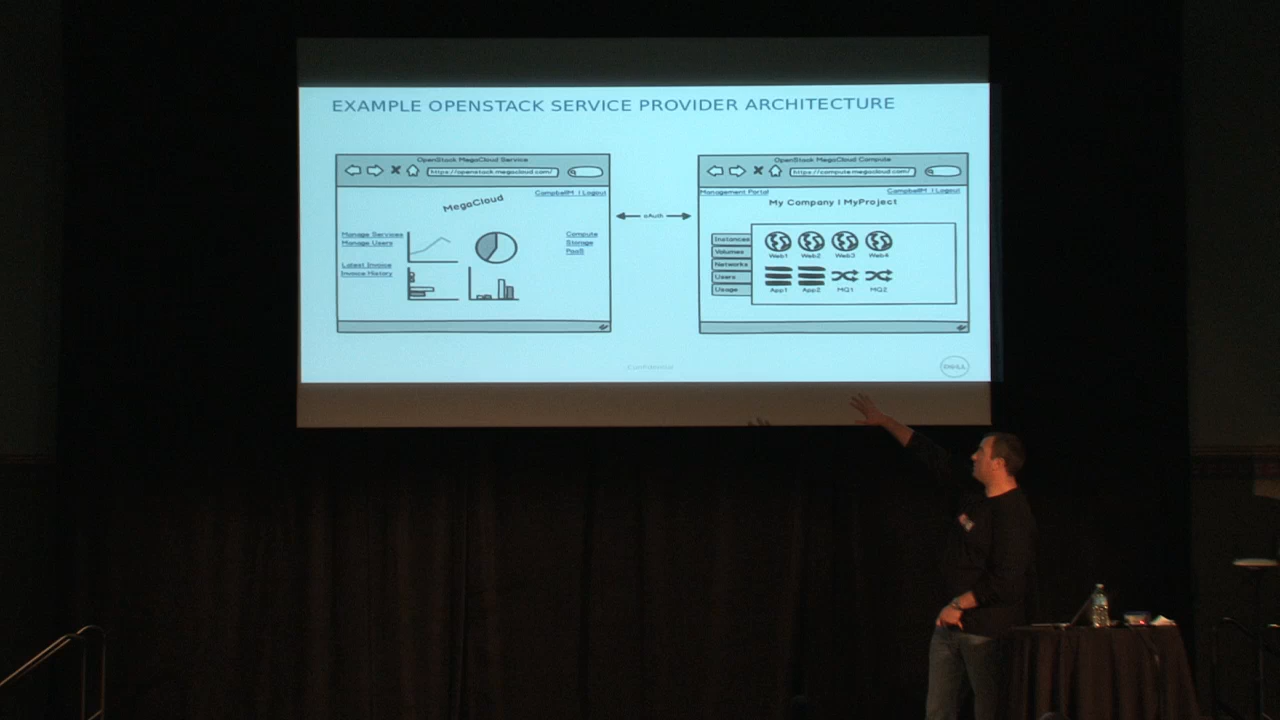 EXAMPLE OPENSTACK SERVICE PROVIDER ARCHITECTURE
OpenStack MegaCloud Service
https://openstack.megacloud.com/
CampbellM | Logout
MegaCloud
Manage Services
Manage Users
Latest Invoice
Invoice History
Compute
Storage
PaaS
oAuth
OpenStack MegaCloud Compute
https://compute.megacloud.com/
Management Portal
CampbellM | Logout
My Company | MyProject
Instances
Volumes
Networks
Users
Usage
Web1 Web2 Web3 Web4
App1 App2 MQ1 MQ2
Confidential
DELL